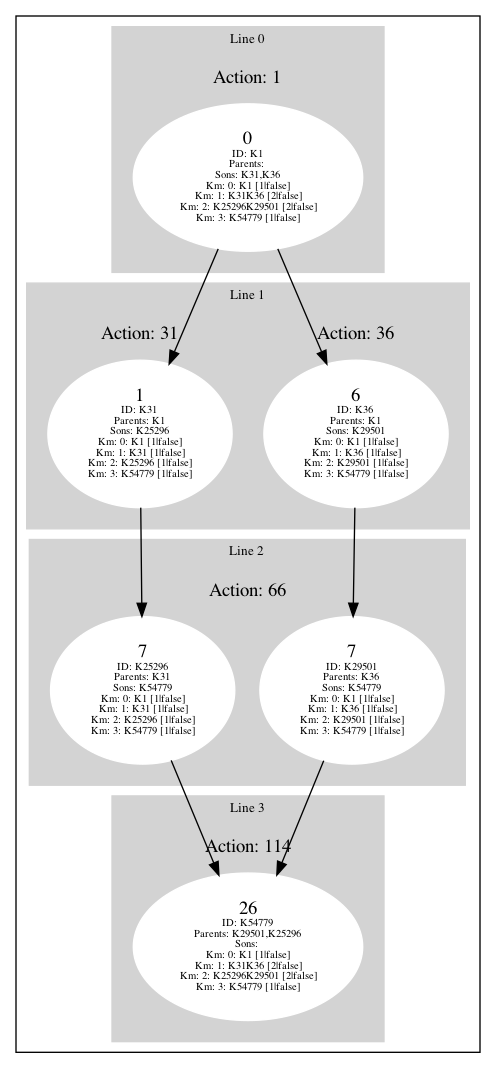 Line 0
Action: 1
0
ID: K1
Parents:
Sons: K31,K36
Km: 0: K1 [1|false]
Km: 1: K31K36 [2|false]
Km: 2: K25296K29501 [2|false]
Km: 3: K54779 [1|false]
Line 1
Action: 31
Action: 36
1
ID: K31
Parents: K1
Sons: K25296
Km: 0: K1 [1|false]
Km: 1: K31 [1|false]
Km: 2: K25296 [1|false]
Km: 3: K54779 [1|false]
6
ID: K36
Parents: K1
Sons: K29501
Km: 0: K1 [1|false]
Km: 1: K36 [1|false]
Km: 2: K29501 [1|false]
Km: 3: K54779 [1|false]
Line 2
Action: 66
7
ID: K25296
Parents: K31
Sons: K54779
Km: 0: K1 [1|false]
Km: 1: K31 [1|false]
Km: 2: K25296 [1|false]
Km: 3: K54779 [1|false]
7
ID: K29501
Parents: K36
Sons: K54779
Km: 0: K1 [1|false]
Km: 1: K36 [1|false]
Km: 2: K29501 [1|false]
Km: 3: K54779 [1|false]
Line 3
Action: 114
26
ID: K54779
Parents: K29501,K25296
Sons:
Km: 0: K1 [1|false]
Km: 1: K31K36 [2|false]
Km: 2: K25296K29501 [2|false]
Km: 3: K54779 [1|false]